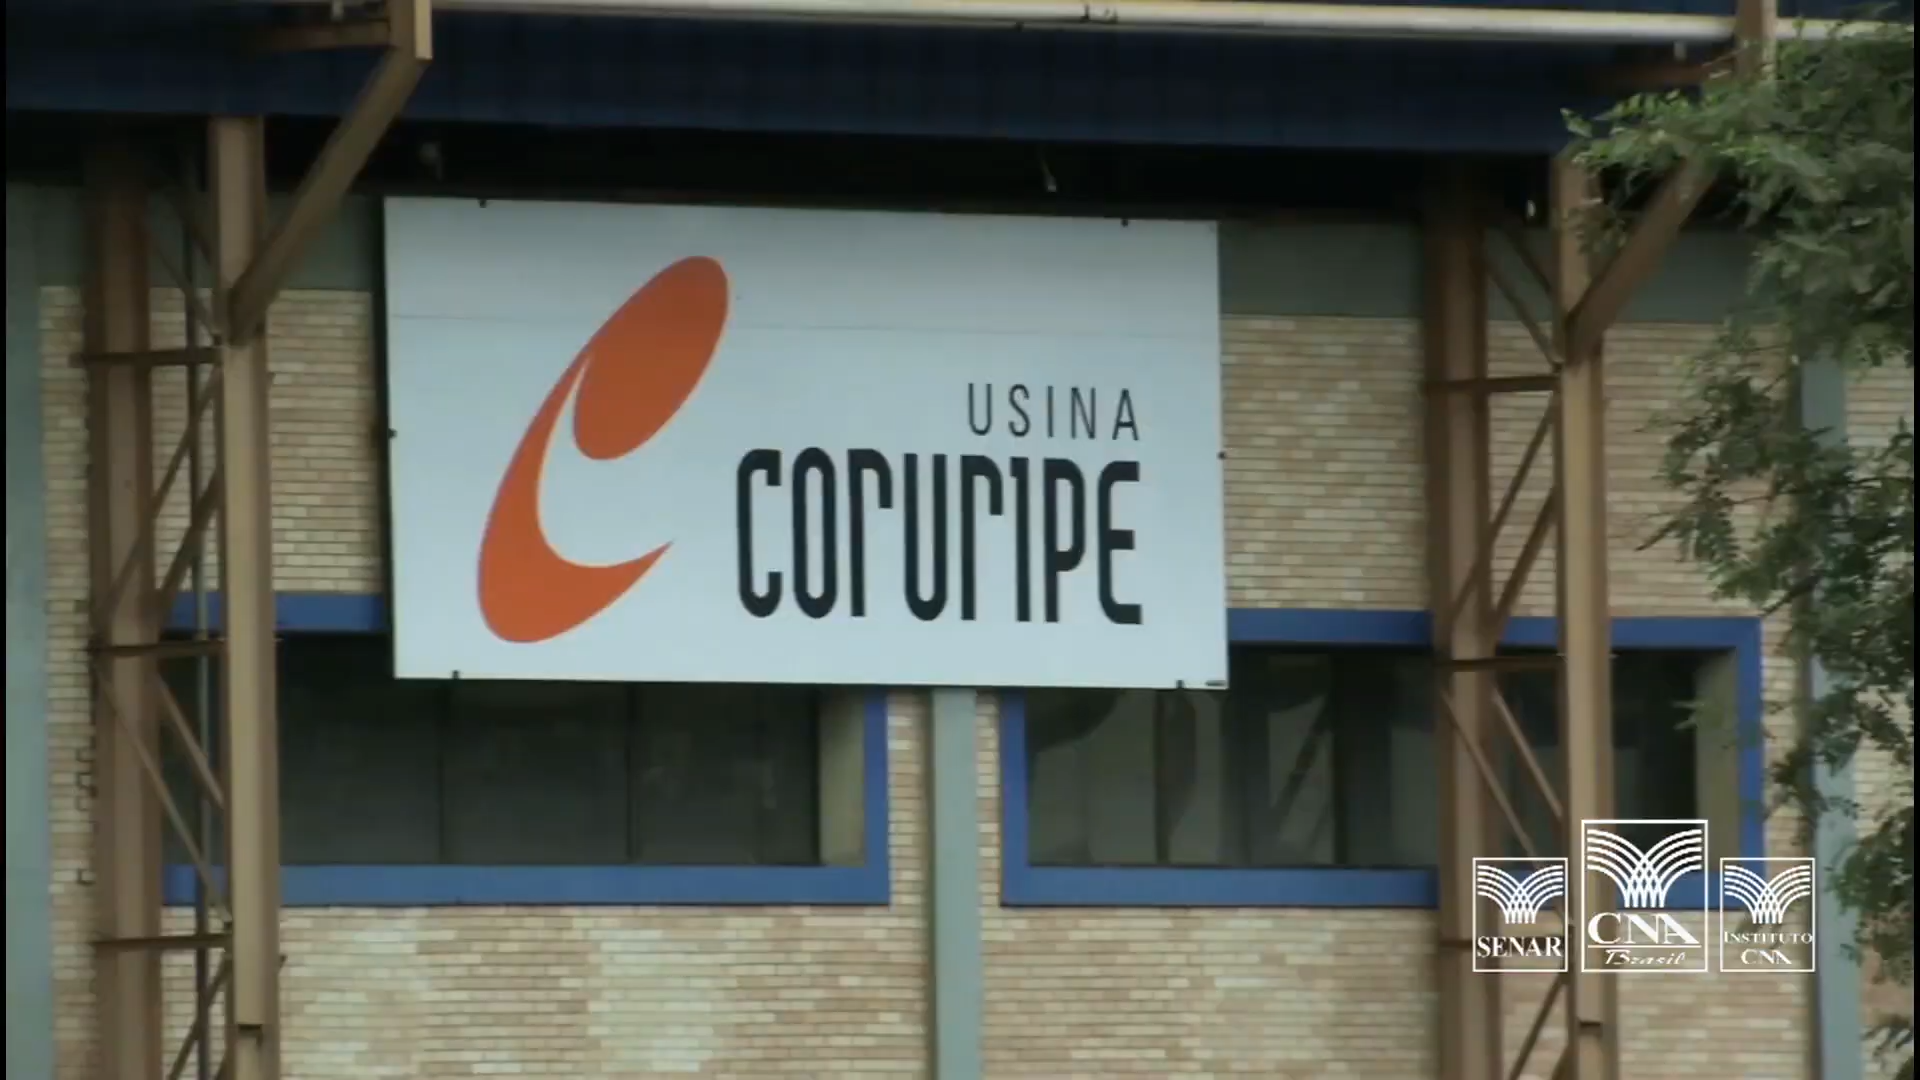 USINA
CORURIPE
SENAR
CNA
Brasil
INSTITUTO
CNA